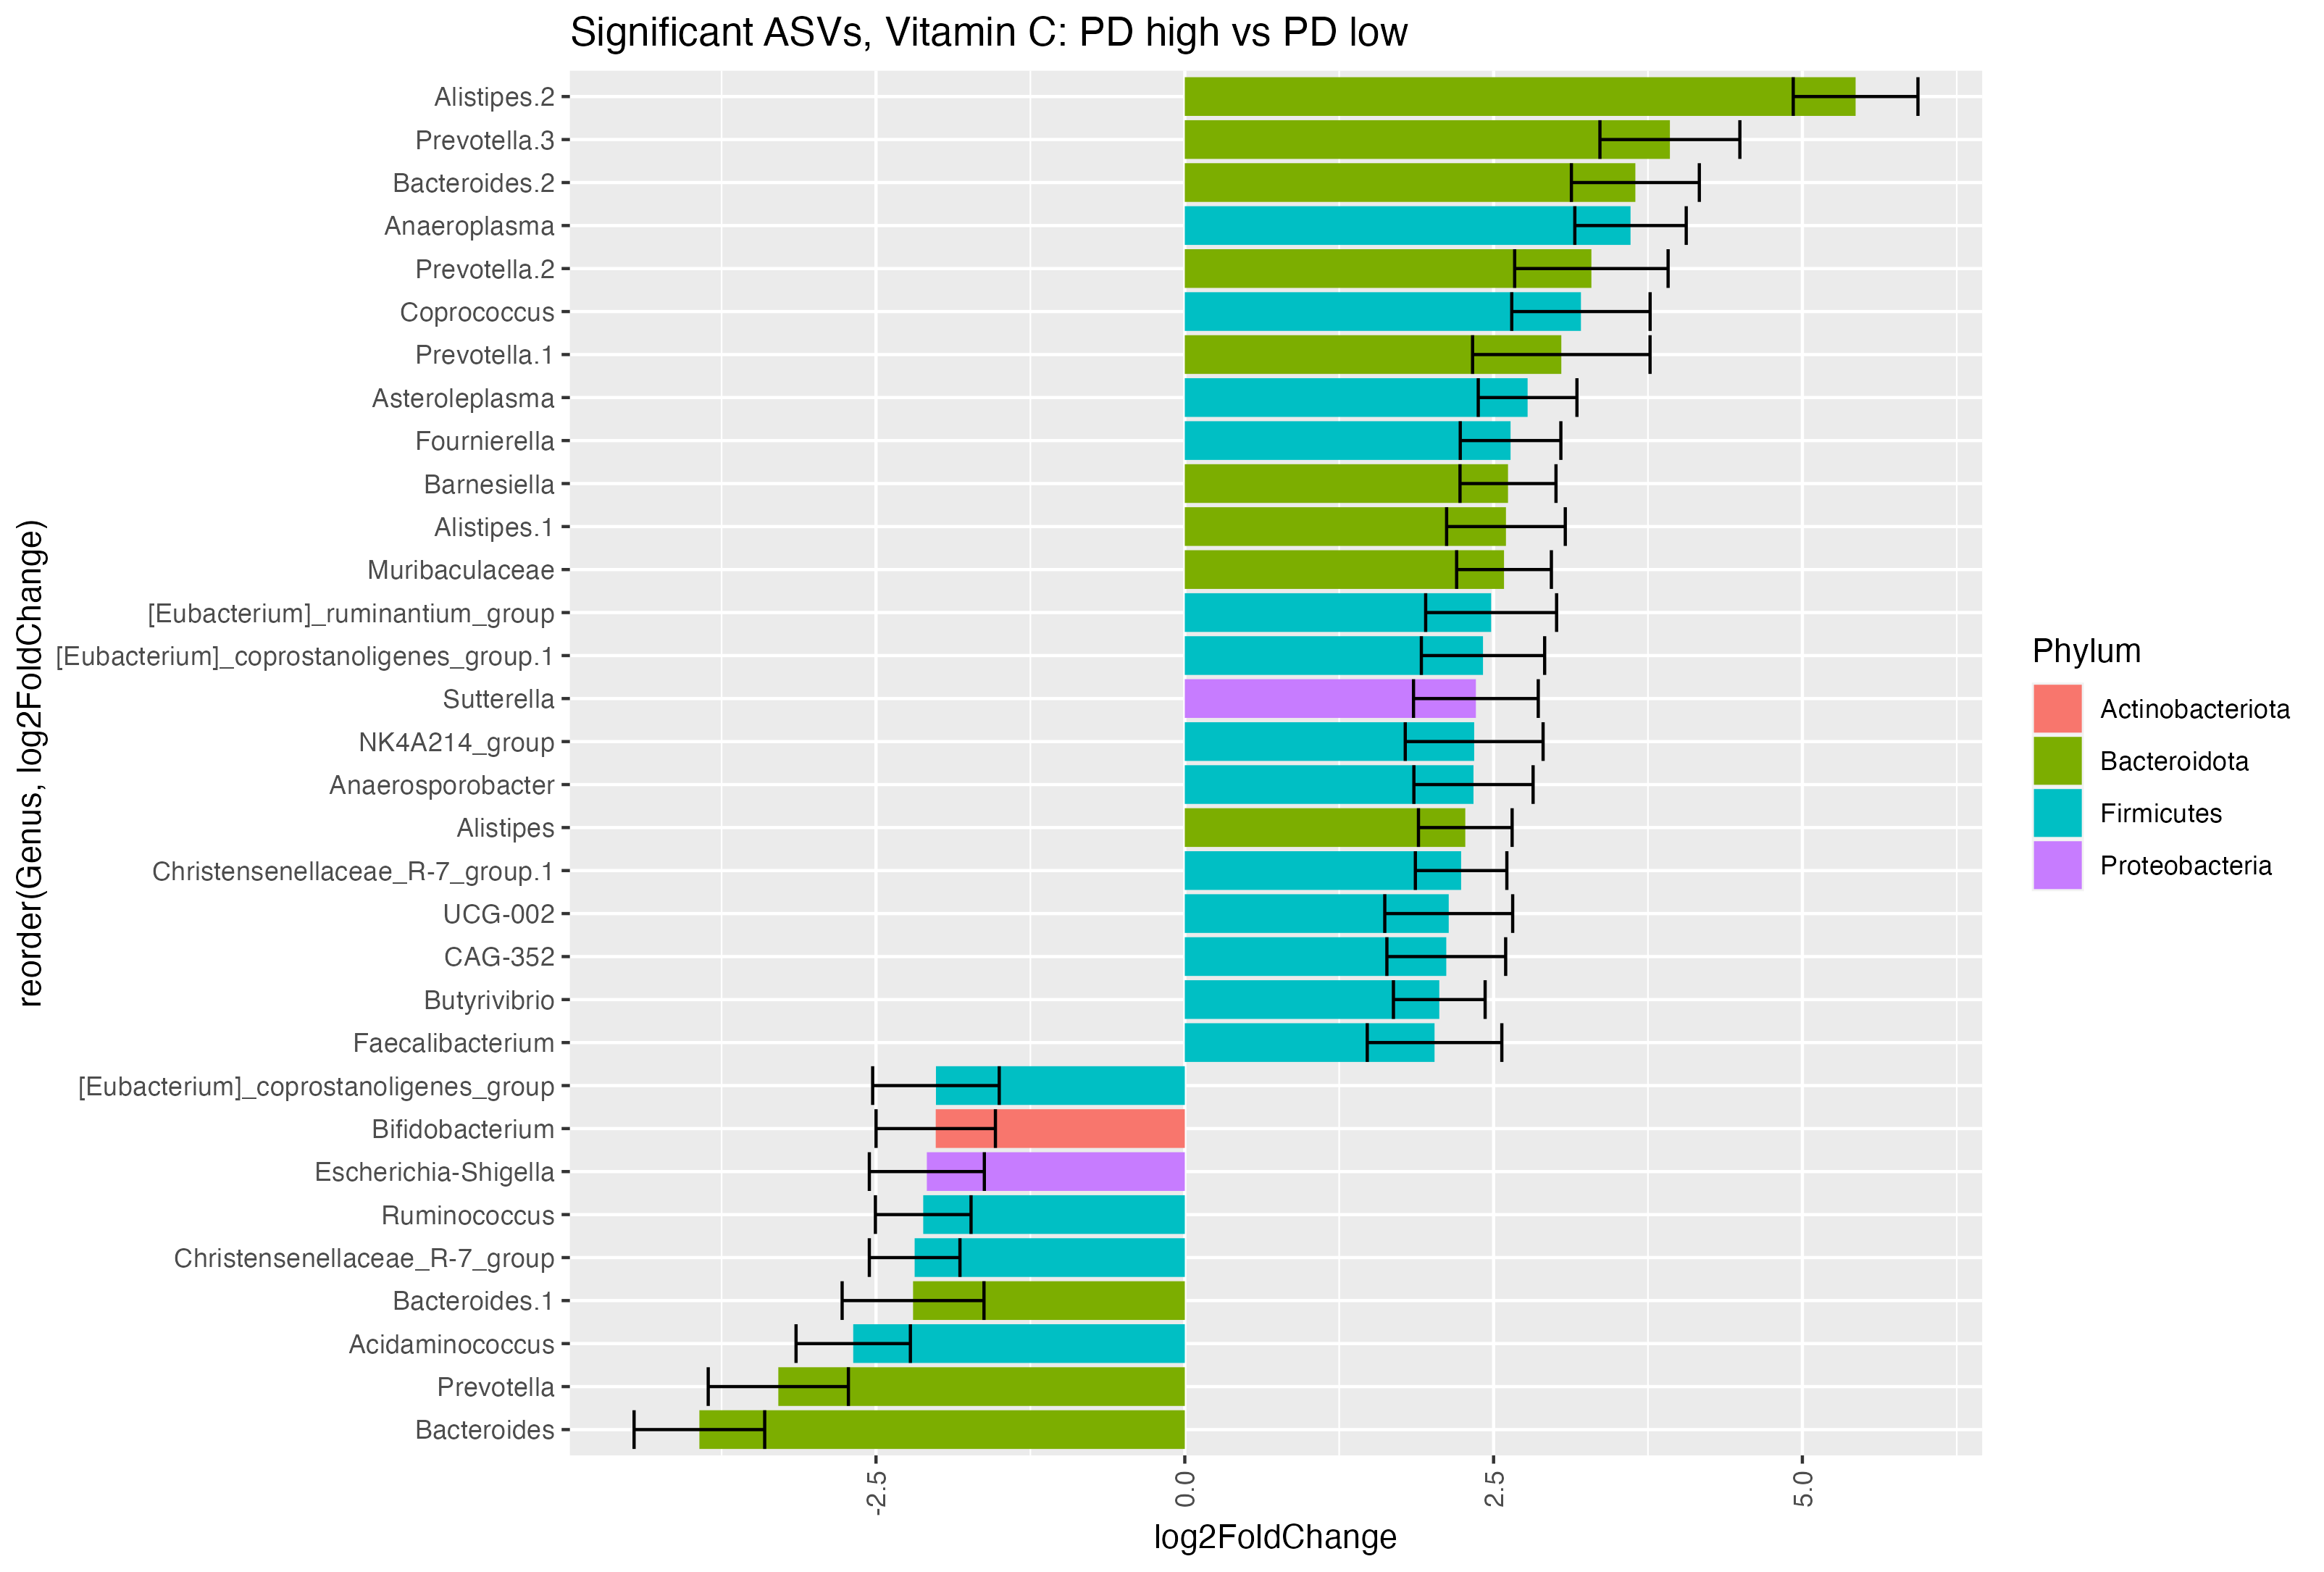 Significant ASVs, Vitamin C: PD high vs PD low
reorder(Genus, log2FoldChange)
Alistipes.2
Prevotella.3
Bacteroides.2
Anaeroplasma
Prevotella.2
Coprococcus
Prevotella.1
Asteroleplasma
Fournierella
Barnesiella
Alistipes.1
Muribaculaceae
[Eubacterium]_ruminantium_group
[Eubacterium]_coprostanoligenes_group.1
Sutterella
NK4A214_group
Anaerosporobacter
Alistipes
Christensenellaceae_R-7_group.1
UCG-002
CAG-352
Butyrivibrio
Faecalibacterium
[Eubacterium]_coprostanoligenes_group
Bifidobacterium
Escherichia-Shigella
Ruminococcus
Christensenellaceae_R-7_group
Bacteroides.1
Acidaminococcus
Prevotella
Bacteroides
-2.5
0.0
2.5
5.0
log2FoldChange
Phylum
Actinobacteriota
Bacteroidota
Firmicutes
Proteobacteria